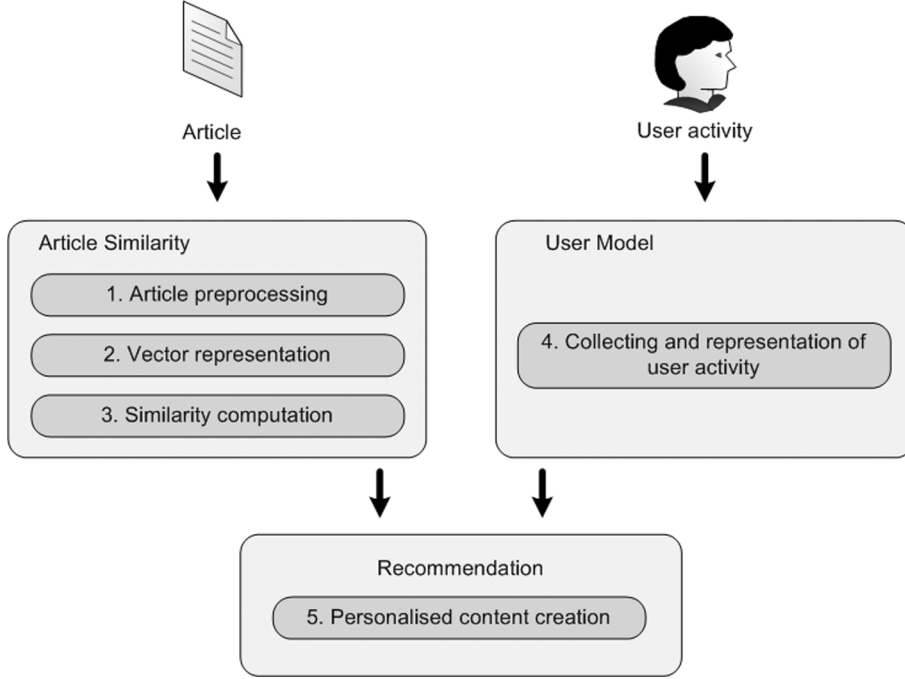 Article
User activity
Article Similarity
1. Article preprocessing
2. Vector representation
3. Similarity computation
User Model
4. Collecting and representation of
user activity
Recommendation
5. Personalised content creation